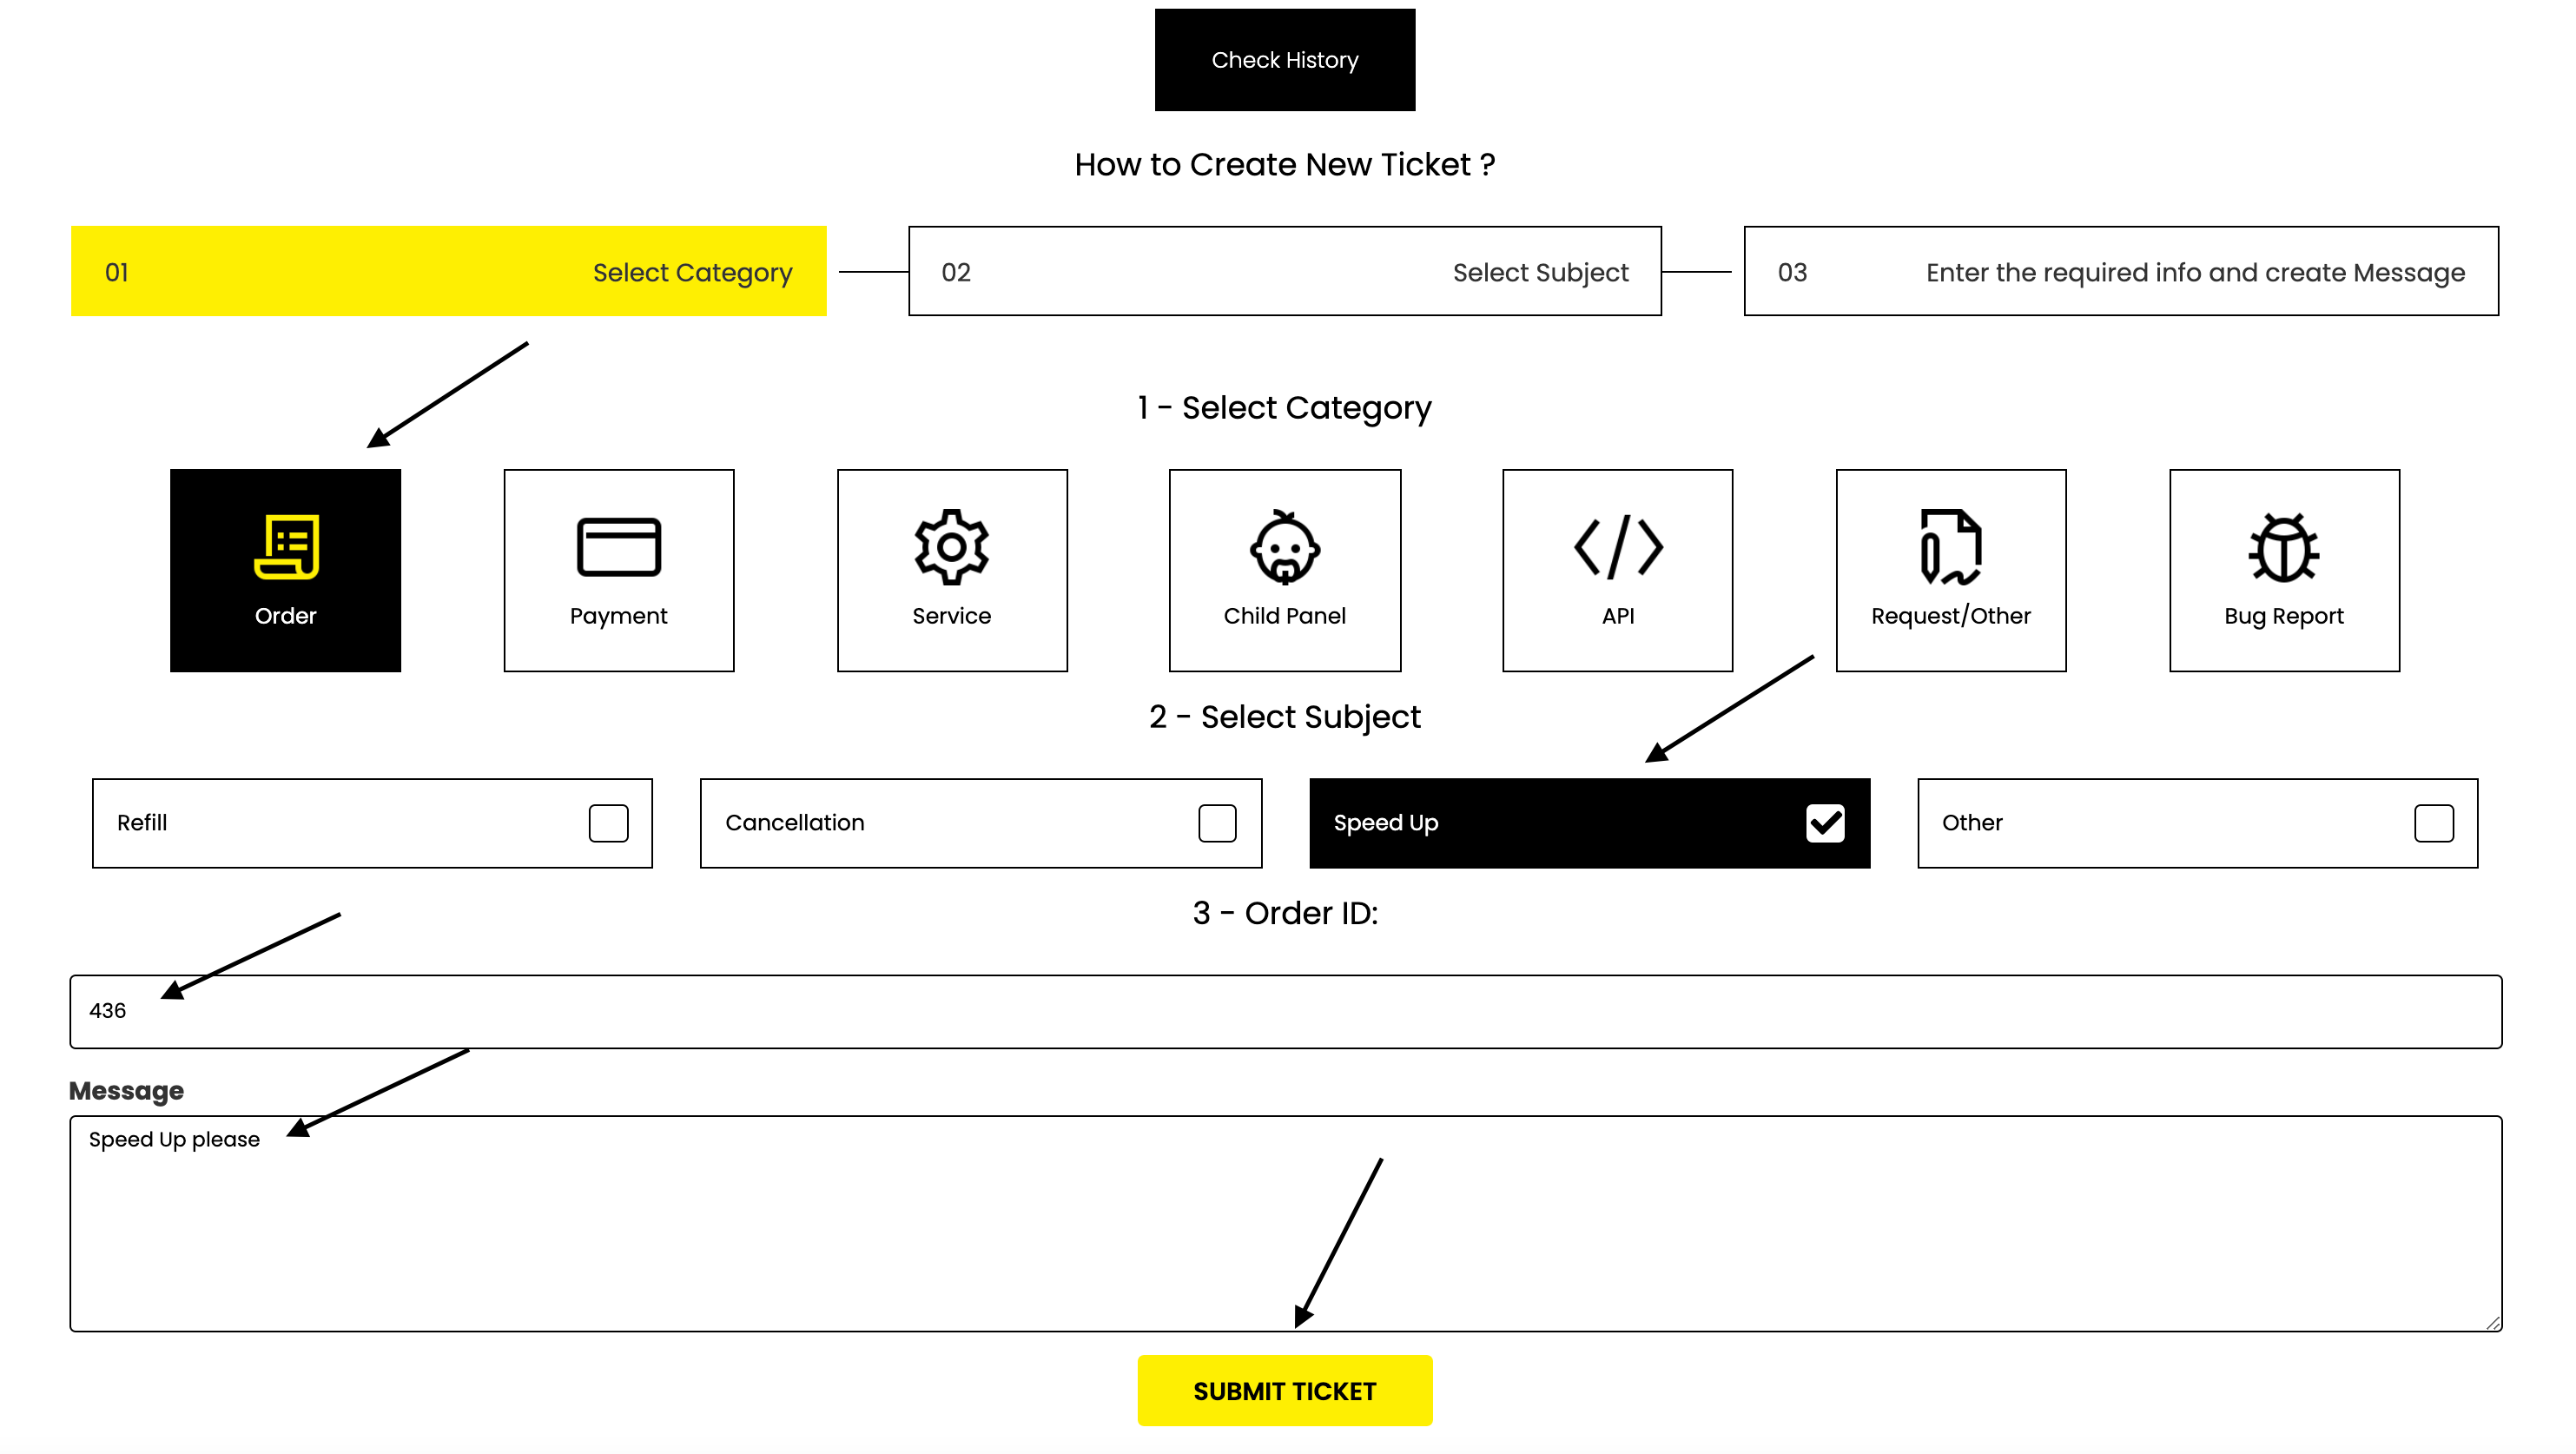 Check History
How to Create New Ticket ?
01 Select Category 02 Select Subject 03 Enter the required info and create Message
1 - Select Category
Order Payment Service Child Panel API Request/Other Bug Report
2 - Select Subject
Refill Cancellation Speed Up Other
3 - Order ID:
436
Message
Speed Up please
SUBMIT TICKET